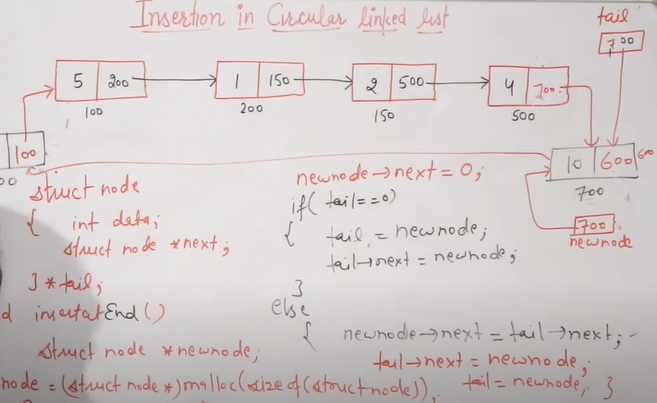 Insertion in Circular linked list
tail
700
5 200
1 150
2 500
4 700
100
200
150
500
100
10 600 600
700
700
newnode
struct node
{ int data;
struct node *next;
} *tail;
d insertatEnd()
struct node *newnode;
node = (struct node*)malloc(sizeof(struct node));
newnode→next = 0;
if( tail==0)
{ tail = newnode;
tail→next = newnode;
}
else
{ newnode→next = tail→next;
tail→next = newnode;
tail = newnode; }